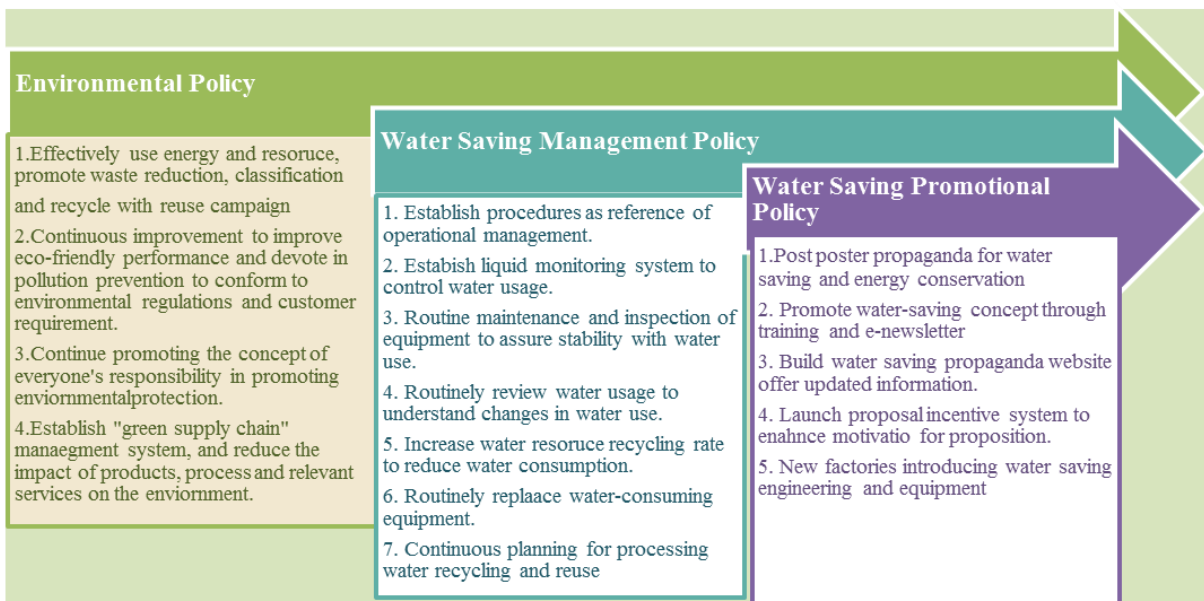 Environmental Policy
1.Effectively use energy and resoruce,
promote waste reduction, classification
and recycle with reuse campaign
2.Continuous improvement to improve
eco-friendly performance and devote in
pollution prevention to conform to
environmental regulations and customer
requirement.
3.Continue promoting the concept of
everyone's responsibility in promoting
enviornmentalprotection.
4.Establish "green supply chain"
manaegment system, and reduce the
impact of products, process and relevant
services on the enviornment.
Water Saving Management Policy
1. Establish procedures as reference of
operational management.
2. Estabish liquid monitoring system to
control water usage.
3. Routine maintenance and inspection of
equipment to assure stability with water
use.
4. Routinely review water usage to
understand changes in water use.
5. Increase water resoruce recycling rate
to reduce water consumption.
6. Routinely replaace water-consuming
equipment.
7. Continuous planning for processing
water recycling and reuse
Water Saving Promotional
Policy
1.Post poster propaganda for water
saving and energy conservation
2. Promote water-saving concept through
training and e-newsletter
3. Build water saving propaganda website
offer updated information.
4. Launch proposal incentive system to
enahnce motivatio for proposition.
5. New factories introducing water saving
engineering and equipment